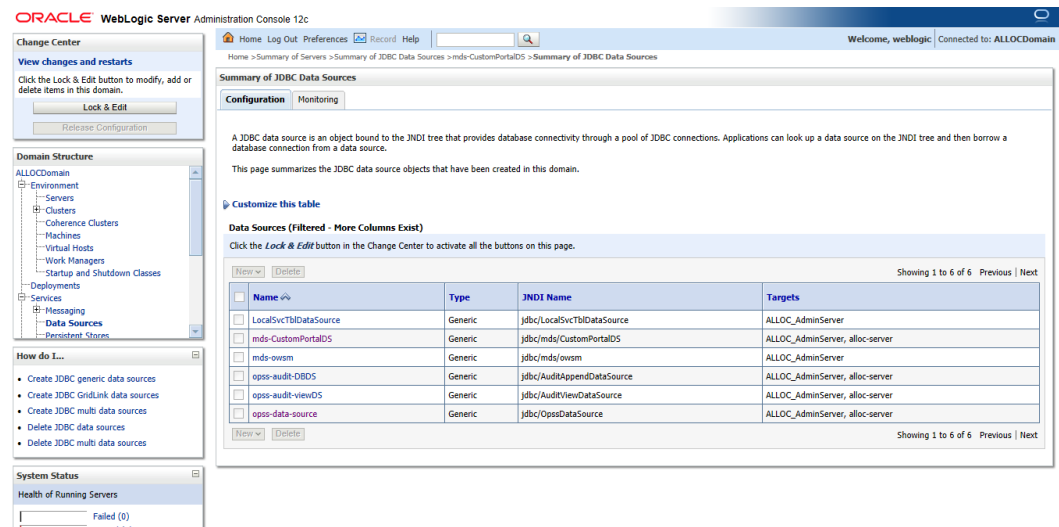 ORACLE WebLogic Server Administration Console 12c
Change Center
View changes and restarts
Click the Lock & Edit button to modify, add or
delete items in this domain.
Lock & Edit
Release Configuration
Domain Structure
ALLOCDomain
Environment
Servers
Clusters
Coherence Clusters
Machines
Virtual Hosts
Work Managers
Startup and Shutdown Classes
Deployments
Services
Messaging
Data Sources
Persistent Stores
How do I...
Create JDBC generic data sources
Create JDBC GridLink data sources
Create JDBC multi data sources
Delete JDBC data sources
Delete JDBC multi data sources
System Status
Health of Running Servers
Failed (0)
Home Log Out Preferences Record Help
Welcome, weblogic Connected to: ALLOCDomain
Home >Summary of Servers >Summary of JDBC Data Sources >mds-CustomPortalDS >Summary of JDBC Data Sources
Summary of JDBC Data Sources
Configuration Monitoring
A JDBC data source is an object bound to the JNDI tree that provides database connectivity through a pool of JDBC connections. Applications can look up a data source on the JNDI tree and then borrow a
database connection from a data source.
This page summarizes the JDBC data source objects that have been created in this domain.
Customize this table
Data Sources (Filtered - More Columns Exist)
Click the Lock & Edit button in the Change Center to activate all the buttons on this page.
New Delete Showing 1 to 6 of 6 Previous | Next
Name Type JNDI Name Targets
LocalSvcTblDataSource Generic jdbc/LocalSvcTblDataSource ALLOC_AdminServer
mds-CustomPortalDS Generic jdbc/mds/CustomPortalDS ALLOC_AdminServer, alloc-server
mds-owsm Generic jdbc/mds/owsm ALLOC_AdminServer
opss-audit-DBDS Generic jdbc/AuditAppendDataSource ALLOC_AdminServer, alloc-server
opss-audit-viewDS Generic jdbc/AuditViewDataSource ALLOC_AdminServer, alloc-server
opss-data-source Generic jdbc/OpssDataSource ALLOC_AdminServer, alloc-server
New Delete Showing 1 to 6 of 6 Previous | Next